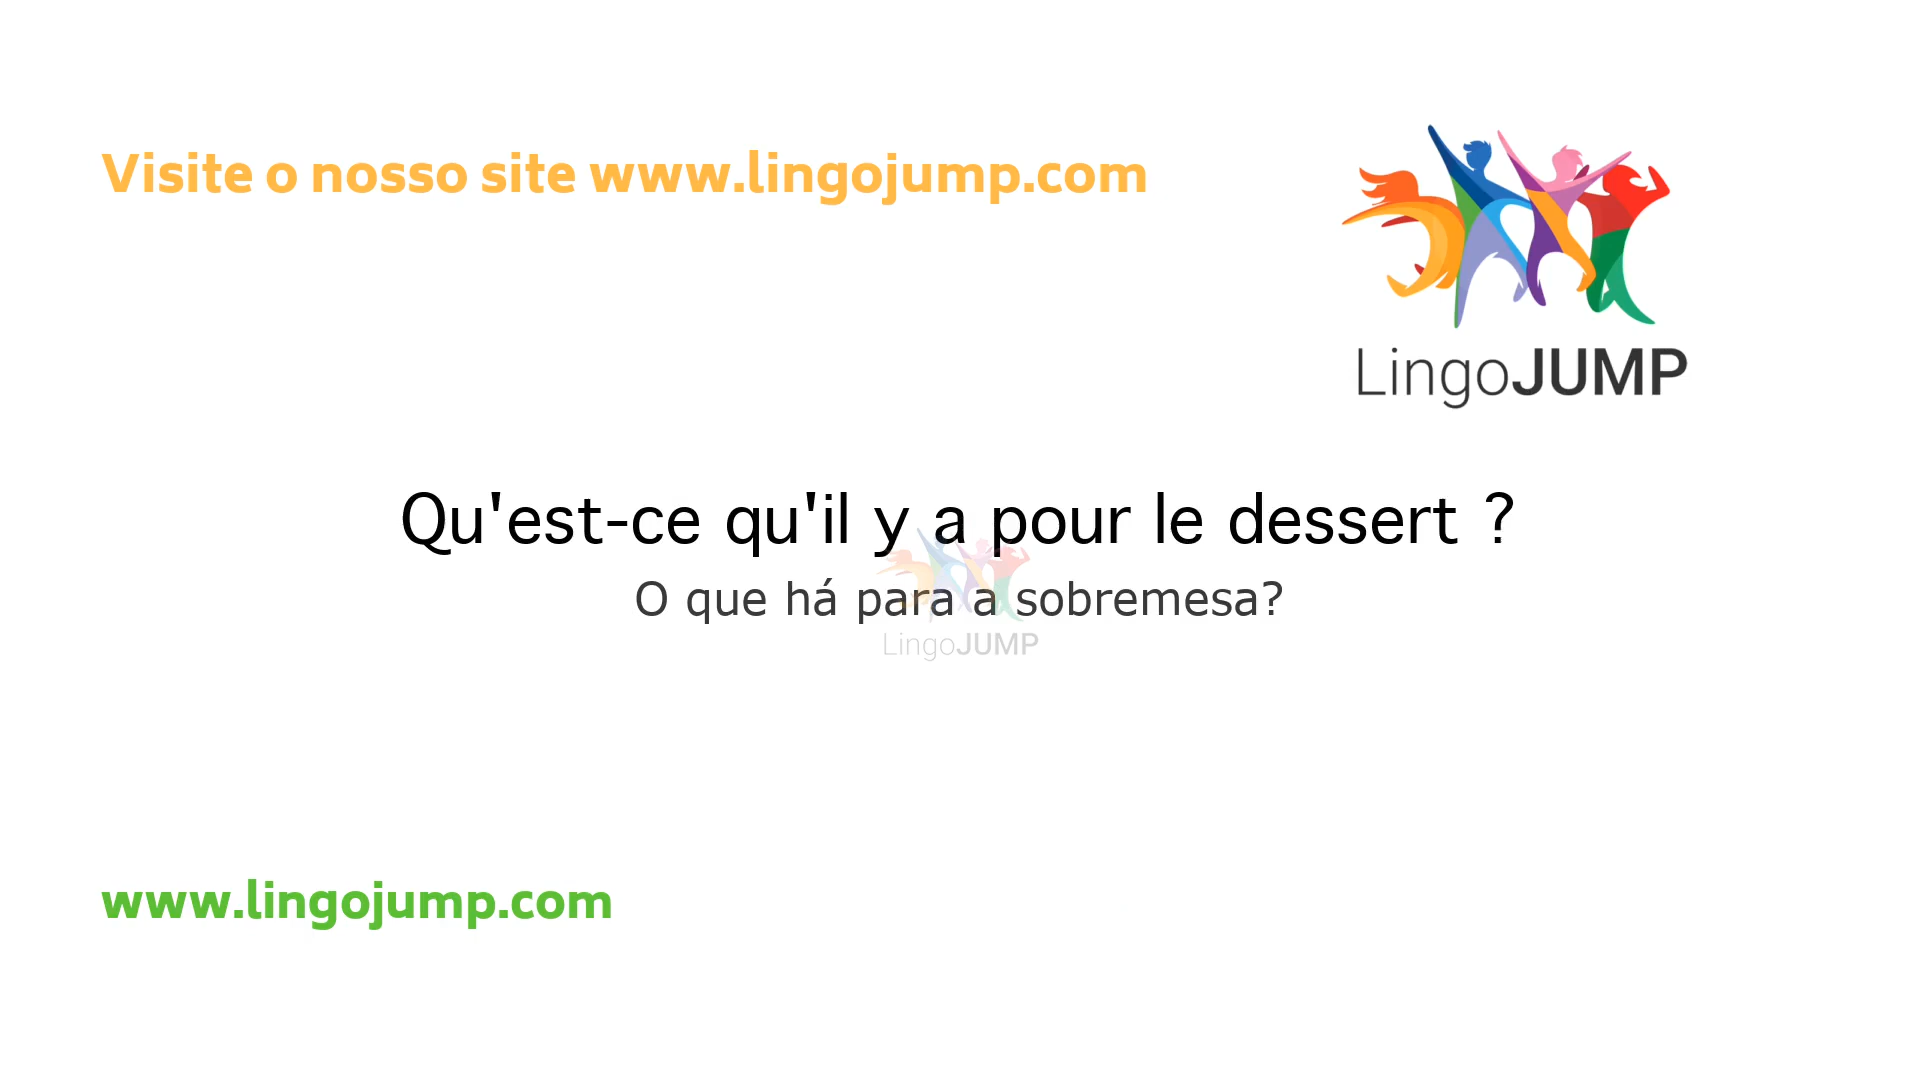 Visite o nosso site www.lingojump.com
LingoJUMP
Qu'est-ce qu'il y a pour le dessert ?
O que há para a sobremesa?
LingoJUMP
www.lingojump.com